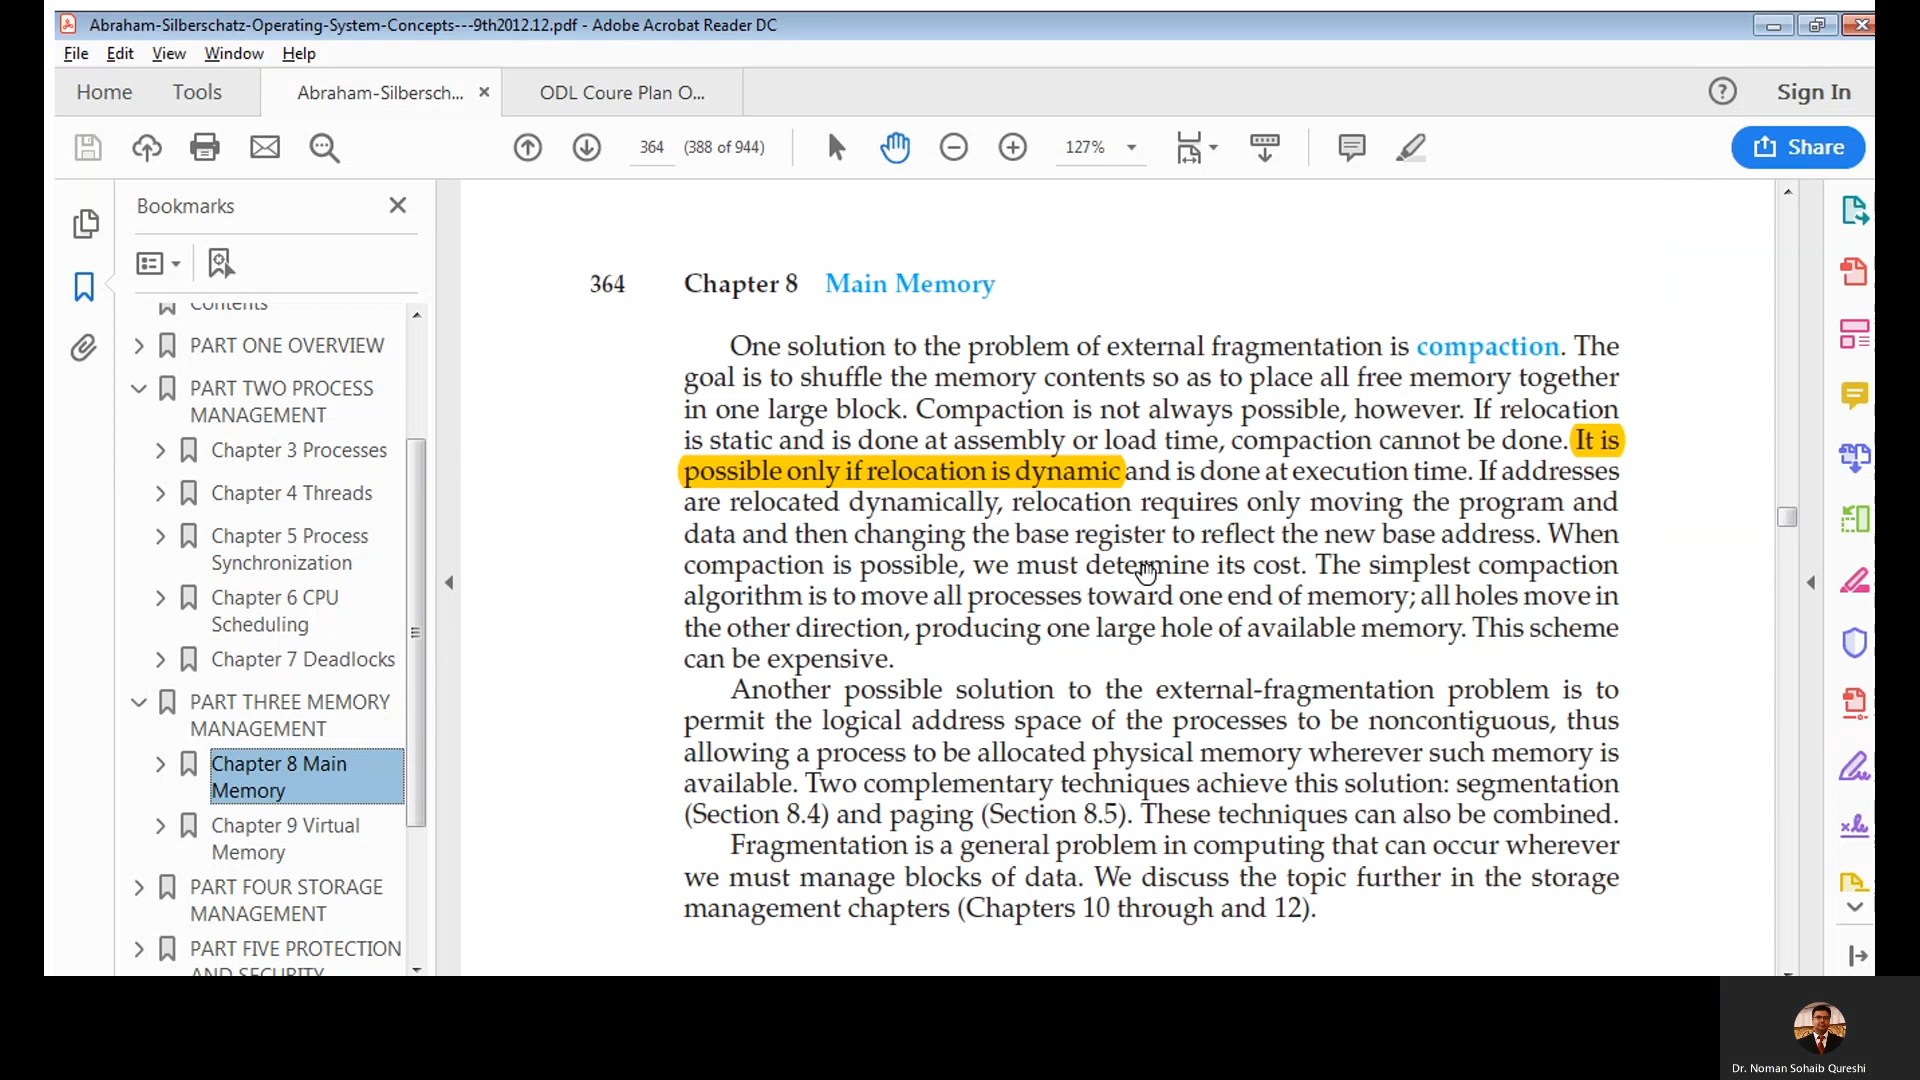 Abraham-Silberschatz-Operating-System-Concepts---9th2012.12.pdf - Adobe Acrobat Reader DC
File Edit View Window Help
Home Tools Abraham-Silbersch... ODL Coure Plan O... Sign In
364 (388 of 944) 127% Share
Bookmarks
Contents
PART ONE OVERVIEW
PART TWO PROCESS
MANAGEMENT
Chapter 3 Processes
Chapter 4 Threads
Chapter 5 Process
Synchronization
Chapter 6 CPU
Scheduling
Chapter 7 Deadlocks
PART THREE MEMORY
MANAGEMENT
Chapter 8 Main
Memory
Chapter 9 Virtual
Memory
PART FOUR STORAGE
MANAGEMENT
PART FIVE PROTECTION
AND SECURITY
364 Chapter 8 Main Memory
One solution to the problem of external fragmentation is compaction. The
goal is to shuffle the memory contents so as to place all free memory together
in one large block. Compaction is not always possible, however. If relocation
is static and is done at assembly or load time, compaction cannot be done. It is
possible only if relocation is dynamic and is done at execution time. If addresses
are relocated dynamically, relocation requires only moving the program and
data and then changing the base register to reflect the new base address. When
compaction is possible, we must determine its cost. The simplest compaction
algorithm is to move all processes toward one end of memory; all holes move in
the other direction, producing one large hole of available memory. This scheme
can be expensive.
Another possible solution to the external-fragmentation problem is to
permit the logical address space of the processes to be noncontiguous, thus
allowing a process to be allocated physical memory wherever such memory is
available. Two complementary techniques achieve this solution: segmentation
(Section 8.4) and paging (Section 8.5). These techniques can also be combined.
Fragmentation is a general problem in computing that can occur wherever
we must manage blocks of data. We discuss the topic further in the storage
management chapters (Chapters 10 through and 12).
Dr. Noman Sohaib Qureshi